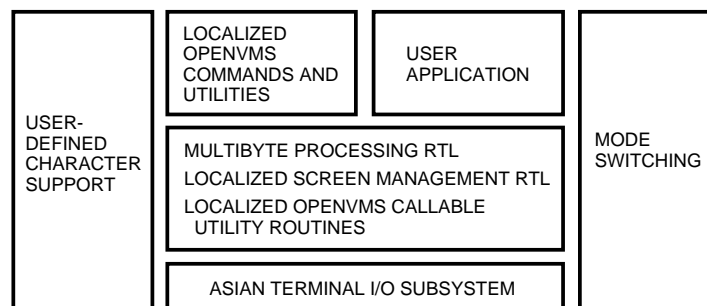 USER-
DEFINED
CHARACTER
SUPPORT
LOCALIZED
OPENVMS
COMMANDS AND
UTILITIES
USER
APPLICATION
MULTIBYTE PROCESSING RTL
LOCALIZED SCREEN MANAGEMENT RTL
LOCALIZED OPENVMS CALLABLE
UTILITY ROUTINES
ASIAN TERMINAL I/O SUBSYSTEM
MODE
SWITCHING